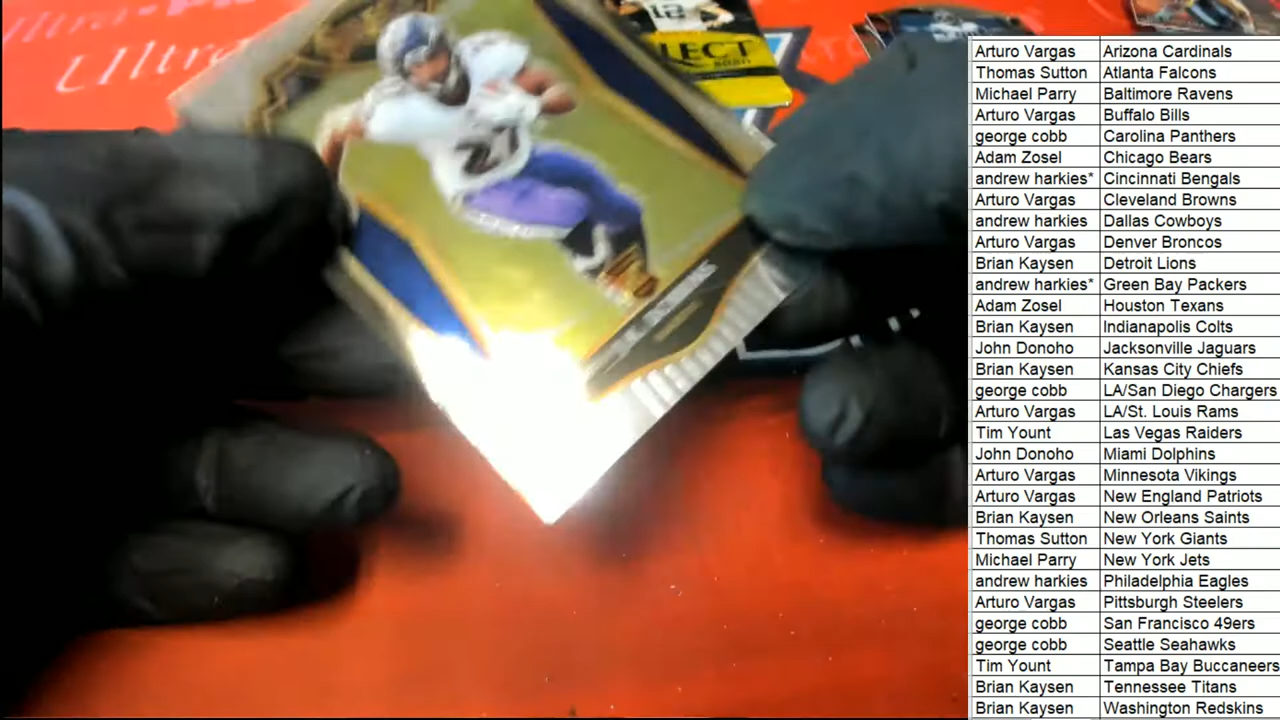 Ultra
12
LECT
2020
27
Arturo Vargas Arizona Cardinals
Thomas Sutton Atlanta Falcons
Michael Parry Baltimore Ravens
Arturo Vargas Buffalo Bills
george cobb Carolina Panthers
Adam Zosel Chicago Bears
andrew harkies* Cincinnati Bengals
Arturo Vargas Cleveland Browns
andrew harkies Dallas Cowboys
Arturo Vargas Denver Broncos
Brian Kaysen Detroit Lions
andrew harkies* Green Bay Packers
Adam Zosel Houston Texans
Brian Kaysen Indianapolis Colts
John Donoho Jacksonville Jaguars
Brian Kaysen Kansas City Chiefs
george cobb LA/San Diego Chargers
Arturo Vargas LA/St. Louis Rams
Tim Yount Las Vegas Raiders
John Donoho Miami Dolphins
Arturo Vargas Minnesota Vikings
Arturo Vargas New England Patriots
Brian Kaysen New Orleans Saints
Thomas Sutton New York Giants
Michael Parry New York Jets
andrew harkies Philadelphia Eagles
Arturo Vargas Pittsburgh Steelers
george cobb San Francisco 49ers
george cobb Seattle Seahawks
Tim Yount Tampa Bay Buccaneers
Brian Kaysen Tennessee Titans
Brian Kaysen Washington Redskins